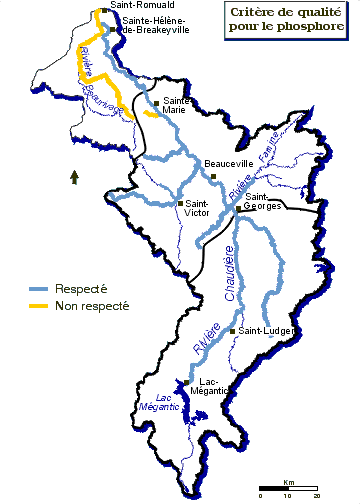 Critère de qualité
pour le phosphore
Saint-Romuald
Sainte-Hélène-
de-Breakeyville
Rivière
Beaurivage
Sainte-
Marie
Beauceville
Rivière
Famine
Saint-
Victor
Saint-
Georges
Respecté
Non respecté
Rivière
Chaudière
Saint-Ludger
Lac-
Mégantic
Lac
Mégantic
Km
0 10 20